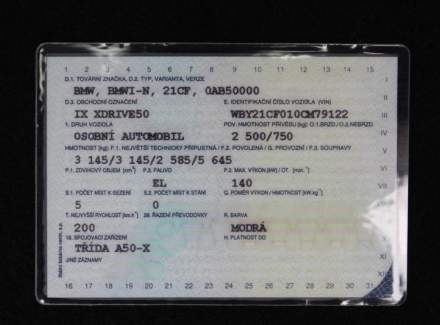 1 2 3 4 5 6 7 8 9 10 11 12 13 14 15
D.1. TOVÁRNÍ ZNAČKA, D.2. TYP, VARIANTA, VERZE
I
BMW, BMWI-N, 21CF, 0AB50000
II
D.3. OBCHODNÍ OZNAČENÍ E. IDENTIFIKAČNÍ ČÍSLO VOZIDLA (VIN)
IX XDRIVE50 WBY21CF010CM79122
III
1. DRUH VOZIDLA POV. HMOTNOST PŘÍVĚSU (kg) O.1 BRZD./O.2 NEBRZD.
OSOBNÍ AUTOMOBIL 2 500/750
IV
HMOTNOST (kg) F.1. NEJVĚTŠÍ TECHNICKY PŘÍPUSTNÁ / F.2. POVOLENÁ / G. PROVOZNÍ / F.3. SOUPRAVY
V
3 145/3 145/2 585/5 645
P.1. ZDVIHOVÝ OBJEM (cm³) P.3. PALIVO P.2. MAX. VÝKON (kW) / OT. (min⁻¹)
EL 140
S.1. POČET MÍST K SEZENÍ S.2. POČET MÍST K STÁNÍ Q. POMĚR VÝKON / HMOTNOST (kW.kg⁻¹)
5 0
T. NEJVYŠŠÍ RYCHLOST (km.h⁻¹) ŘAZENÍ PŘEVODOVKY R. BARVA
200 MODRÁ
SPOJOVACÍ ZAŘÍZENÍ H. PLATNOST DO
TŘÍDA A50-X
JINÉ ZÁZNAMY
XI
16 17 18 19 20 21 22 23 24 25 26 27 28 29 30 31